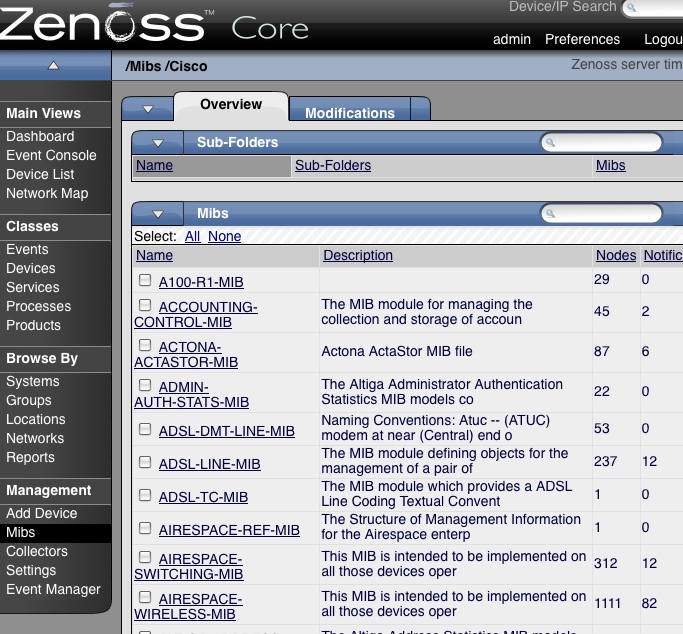 Zenoss™ Core
Device/IP Search
admin Preferences Logou
/Mibs /Cisco
Zenoss server tim
Main Views
Dashboard
Event Console
Device List
Network Map
Classes
Events
Devices
Services
Processes
Products
Browse By
Systems
Groups
Locations
Networks
Reports
Management
Add Device
Mibs
Collectors
Settings
Event Manager
Overview
Modifications
Sub-Folders
Name Sub-Folders Mibs
Mibs
Select: All None
Name Description Nodes Notific
A100-R1-MIB 29 0
ACCOUNTING-
CONTROL-MIB
The MIB module for managing the
collection and storage of accoun
45 2
ACTONA-
ACTASTOR-MIB
Actona ActaStor MIB file
87 6
ADMIN-
AUTH-STATS-MIB
The Altiga Administrator Authentication
Statistics MIB models co
22 0
ADSL-DMT-LINE-MIB
Naming Conventions: Atuc -- (ATUC)
modem at near (Central) end o
53 0
ADSL-LINE-MIB
The MIB module defining objects for the
management of a pair of
237 12
ADSL-TC-MIB
The MIB module which provides a ADSL
Line Coding Textual Convent
1 0
AIRESPACE-REF-MIB
The Structure of Management Information
for the Airespace enterp
1 0
AIRESPACE-
SWITCHING-MIB
This MIB is intended to be implemented on
all those devices oper
312 12
AIRESPACE-
WIRELESS-MIB
This MIB is intended to be implemented on
all those devices oper
1111 82
The Altiga Address Statistics MIB models